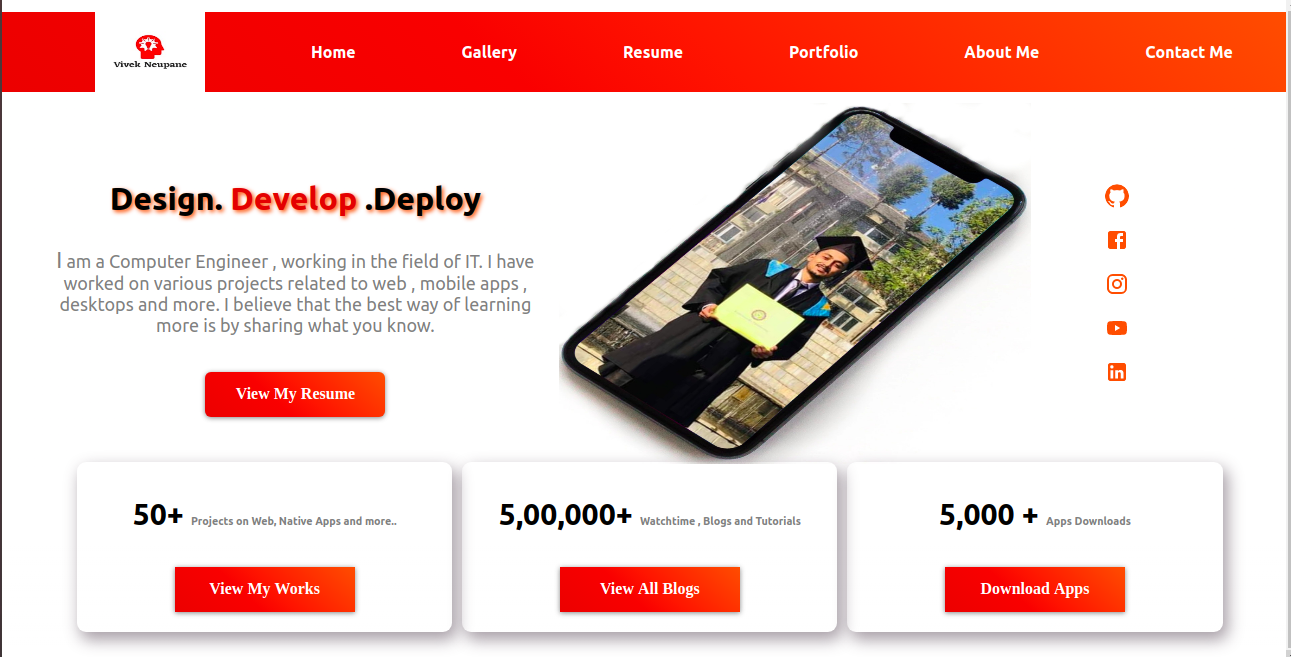 Vivek Neupane
Home
Gallery
Resume
Portfolio
About Me
Contact Me
Design. Develop .Deploy
I am a Computer Engineer , working in the field of IT. I have
worked on various projects related to web , mobile apps ,
desktops and more. I believe that the best way of learning
more is by sharing what you know.
View My Resume
50+ Projects on Web, Native Apps and more..
View My Works
5,00,000+ Watchtime , Blogs and Tutorials
View All Blogs
5,000 + Apps Downloads
Download Apps